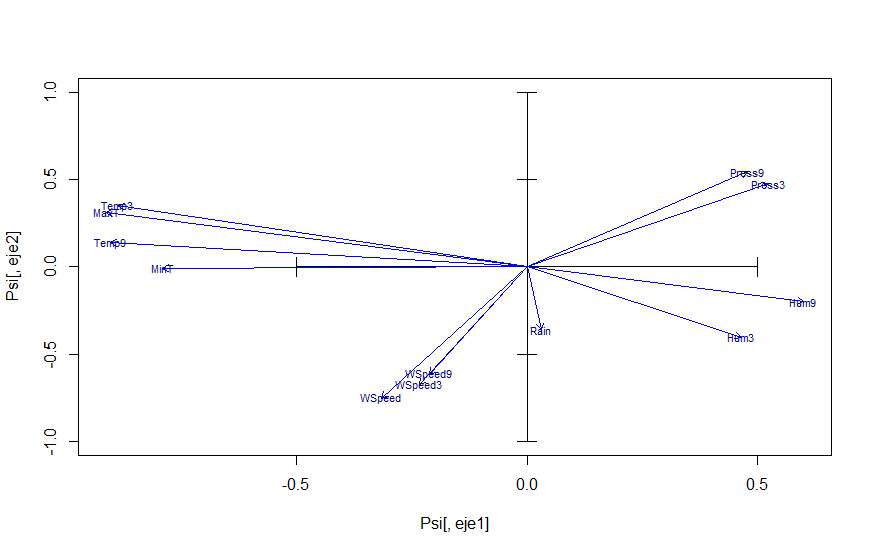 1.0
0.5
0.0
-0.5
-1.0
Psi[, eje2]
Press9
Press3
Temp3
MaxT
Temp9
MinT
Hum9
Rain
Hum3
WSpeed9
WSpeed3
WSpeed
-0.5
0.0
0.5
Psi[, eje1]